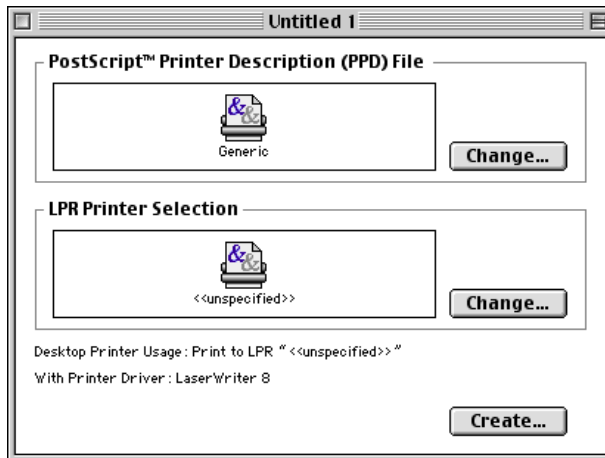 Untitled 1
PostScript™ Printer Description (PPD) File
Generic
Change...
LPR Printer Selection
<<unspecified>>
Change...
Desktop Printer Usage: Print to LPR “<<unspecified>>”
With Printer Driver: LaserWriter 8
Create...